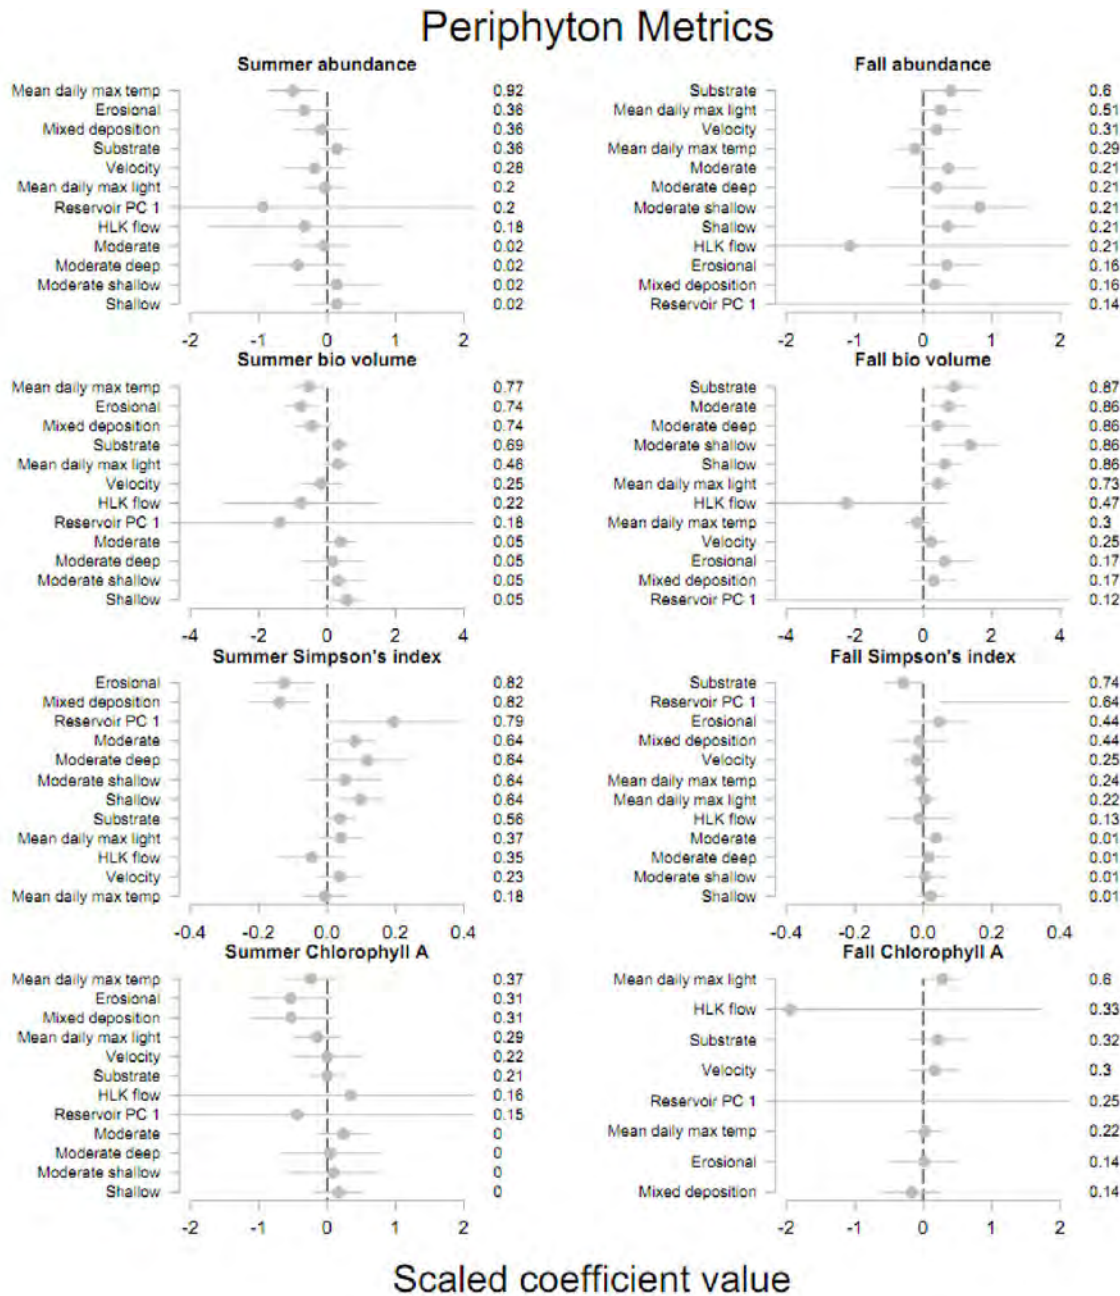 Periphyton Metrics
Summer abundance
Mean daily max temp 0.92
Erosional 0.36
Mixed deposition 0.36
Substrate 0.36
Velocity 0.28
Mean daily max light 0.2
Reservoir PC 1 0.2
HLK flow 0.18
Moderate 0.02
Moderate deep 0.02
Moderate shallow 0.02
Shallow 0.02
-2 -1 0 1 2
Fall abundance
Substrate 0.6
Mean daily max light 0.51
Velocity 0.31
Mean daily max temp 0.29
Moderate 0.21
Moderate deep 0.21
Moderate shallow 0.21
Shallow 0.21
HLK flow 0.21
Erosional 0.16
Mixed deposition 0.16
Reservoir PC 1 0.14
-2 -1 0 1 2
Summer bio volume
Mean daily max temp 0.77
Erosional 0.74
Mixed deposition 0.74
Substrate 0.69
Mean daily max light 0.46
Velocity 0.25
HLK flow 0.22
Reservoir PC 1 0.18
Moderate 0.05
Moderate deep 0.05
Moderate shallow 0.05
Shallow 0.05
-4 -2 0 2 4
Fall bio volume
Substrate 0.87
Moderate 0.86
Moderate deep 0.86
Moderate shallow 0.86
Shallow 0.86
Mean daily max light 0.73
HLK flow 0.47
Mean daily max temp 0.3
Velocity 0.25
Erosional 0.17
Mixed deposition 0.17
Reservoir PC 1 0.12
-4 -2 0 2 4
Summer Simpson's index
Erosional 0.82
Mixed deposition 0.82
Reservoir PC 1 0.79
Moderate 0.64
Moderate deep 0.64
Moderate shallow 0.64
Shallow 0.64
Substrate 0.56
Mean daily max light 0.37
HLK flow 0.35
Velocity 0.23
Mean daily max temp 0.18
-0.4 -0.2 0 0.2 0.4
Fall Simpson's index
Substrate 0.74
Reservoir PC 1 0.64
Erosional 0.44
Mixed deposition 0.44
Velocity 0.25
Mean daily max temp 0.24
Mean daily max light 0.22
HLK flow 0.13
Moderate 0.01
Moderate deep 0.01
Moderate shallow 0.01
Shallow 0.01
-0.4 -0.2 0 0.2 0.4
Summer Chlorophyll A
Mean daily max temp 0.37
Erosional 0.31
Mixed deposition 0.31
Mean daily max light 0.29
Velocity 0.22
Substrate 0.21
HLK flow 0.16
Reservoir PC 1 0.15
Moderate 0
Moderate deep 0
Moderate shallow 0
Shallow 0
-2 -1 0 1 2
Fall Chlorophyll A
Mean daily max light 0.6
HLK flow 0.33
Substrate 0.32
Velocity 0.3
Reservoir PC 1 0.25
Mean daily max temp 0.22
Erosional 0.14
Mixed deposition 0.14
-2 -1 0 1 2
Scaled coefficient value